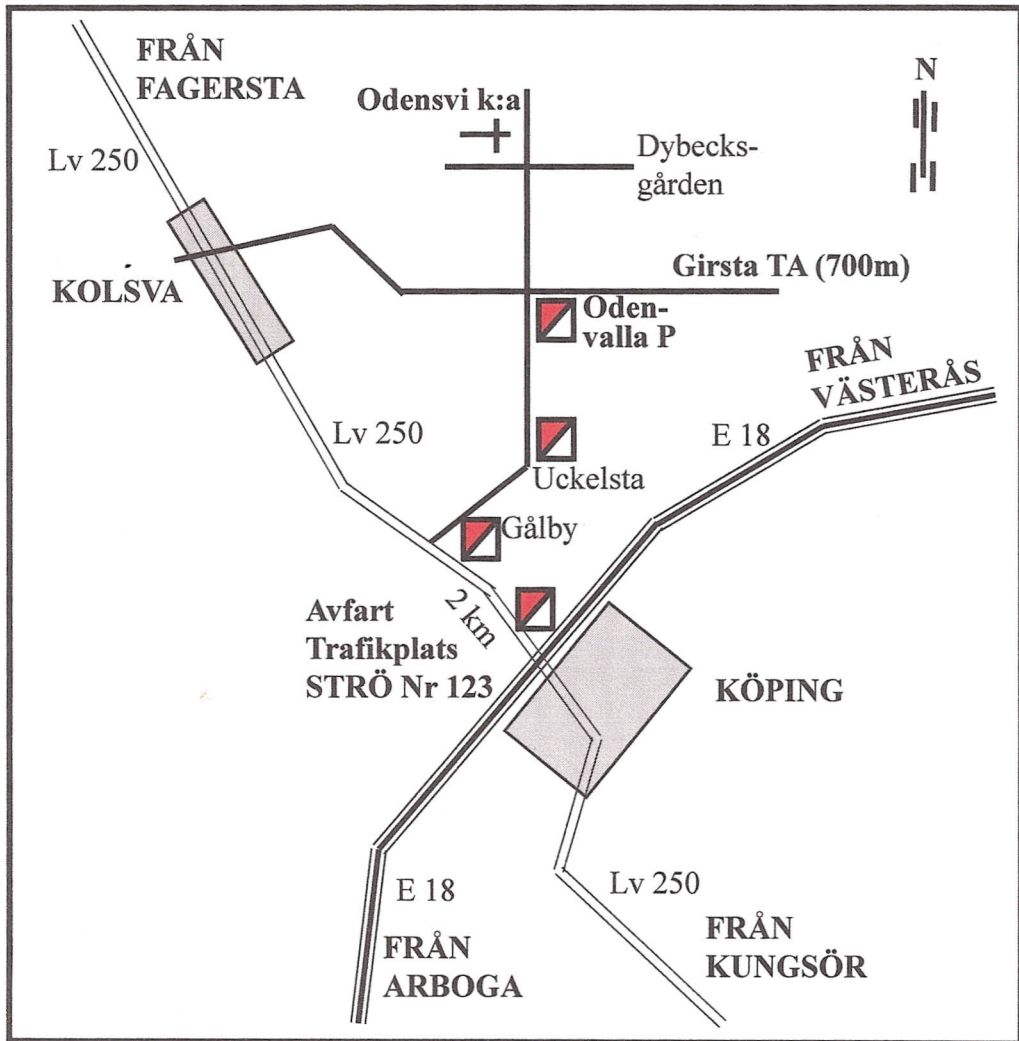 FRÅN
FAGERSTA
Odensvi k:a
N
Lv 250
Dybecks-
gården
KOLSVA
Girsta TA (700m)
Oden-
valla P
FRÅN
VÄSTERÅS
Lv 250
E 18
Uckelsta
Gålby
2 km
Avfart
Trafikplats
STRÖ Nr 123
KÖPING
E 18
Lv 250
FRÅN
ARBOGA
FRÅN
KUNGSÖR